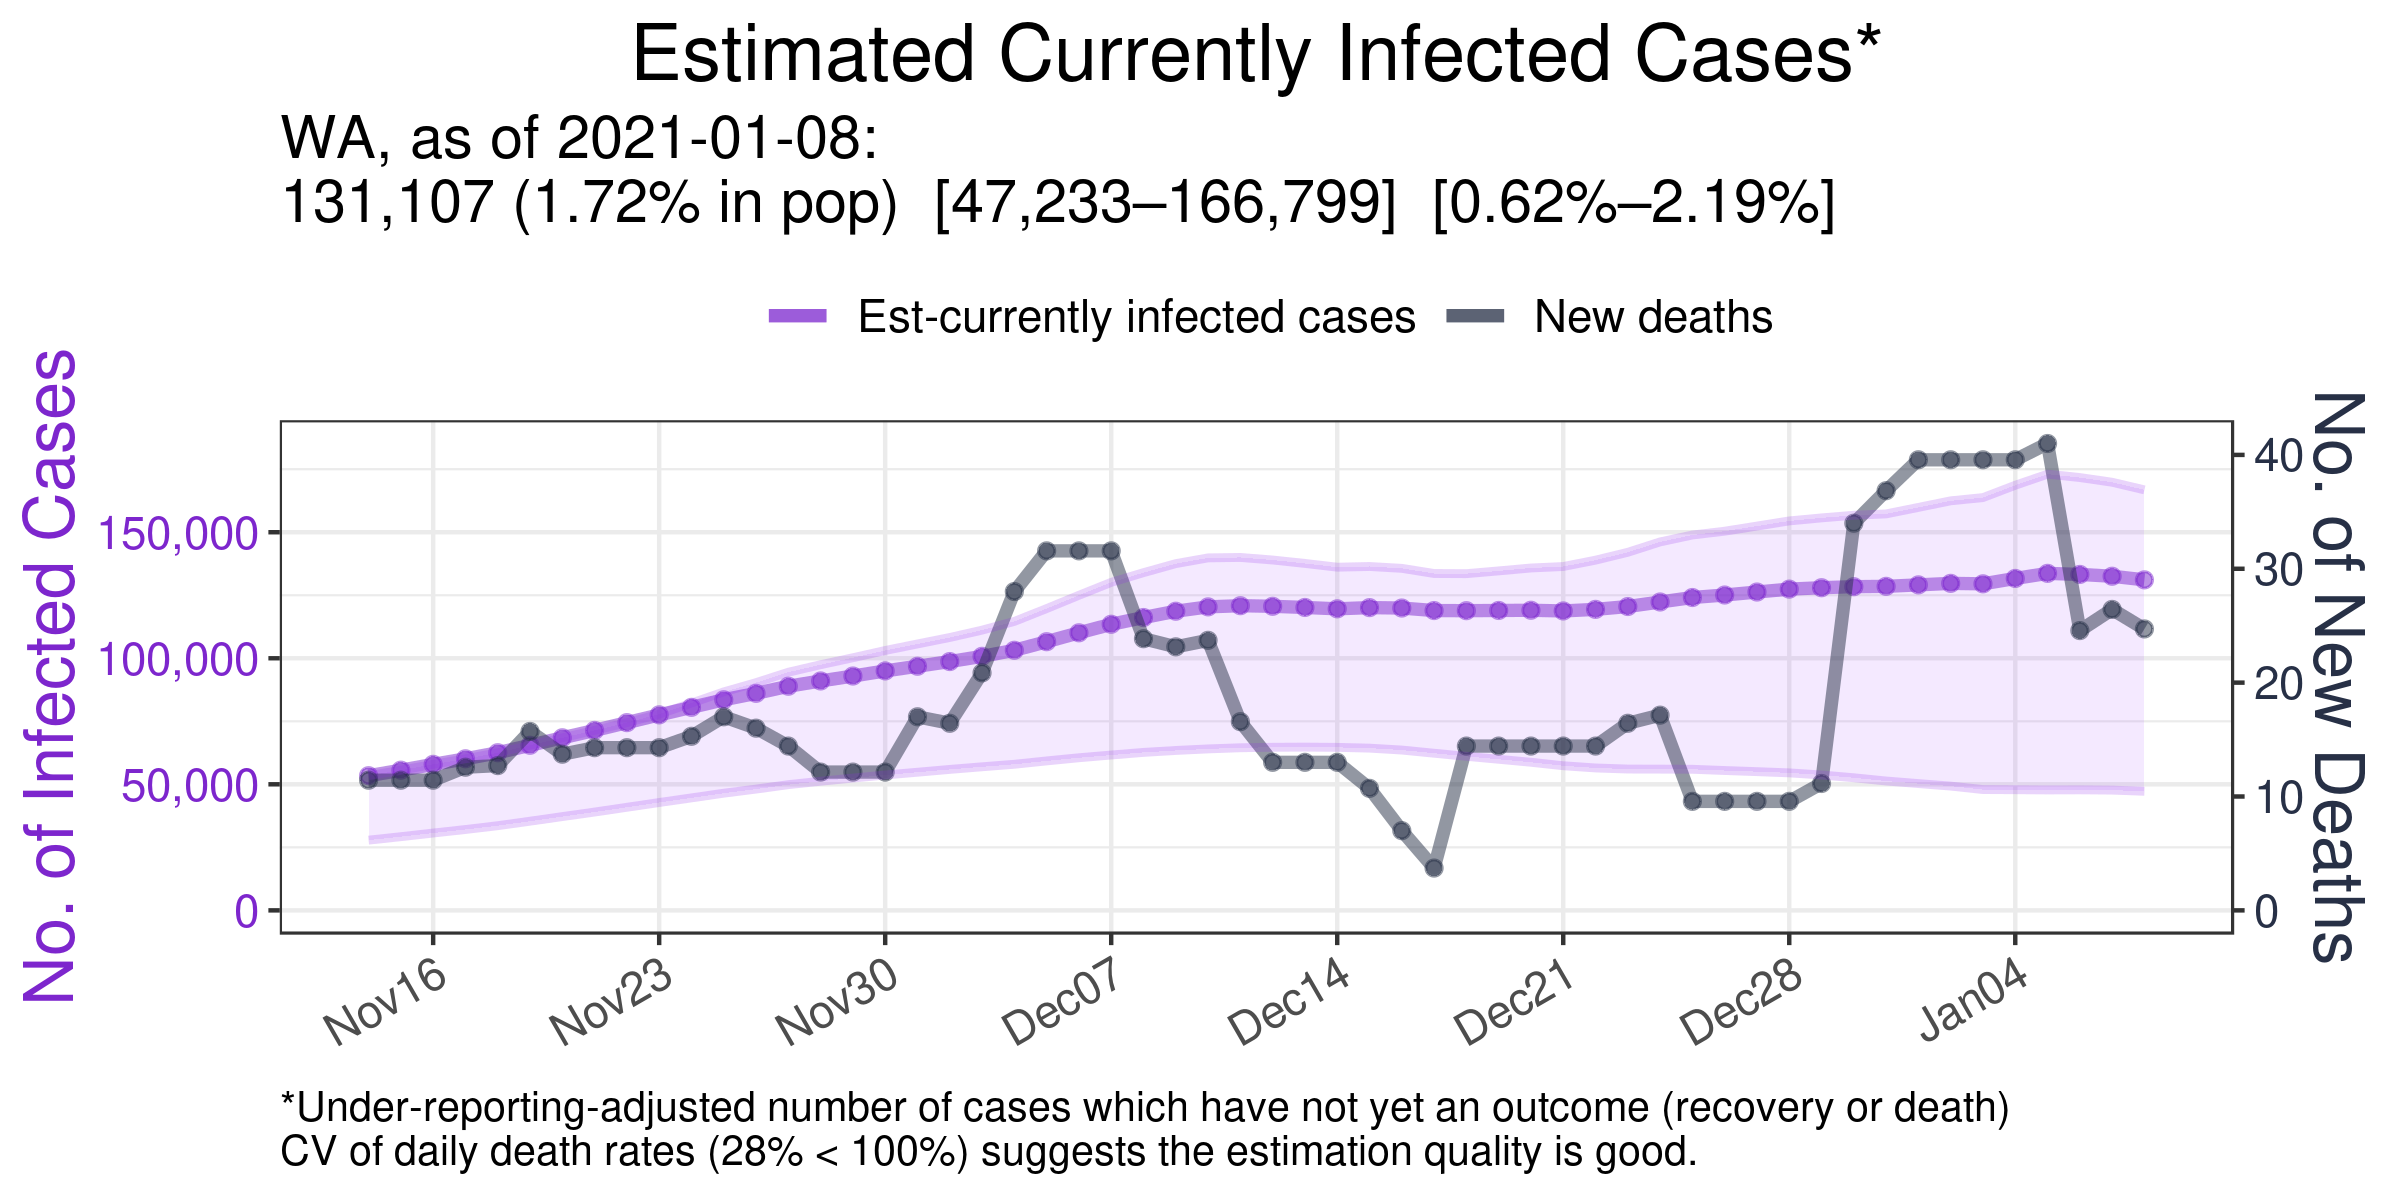 Estimated Currently Infected Cases*
WA, as of 2021-01-08:
131,107 (1.72% in pop)  [47,233–166,799]  [0.62%–2.19%]
Est-currently infected cases
New deaths
No. of Infected Cases
150,000
100,000
50,000
0
40
30
20
10
0
No. of New Deaths
Nov16
Nov23
Nov30
Dec07
Dec14
Dec21
Dec28
Jan04
*Under-reporting-adjusted number of cases which have not yet an outcome (recovery or death)
CV of daily death rates (28% < 100%) suggests the estimation quality is good.